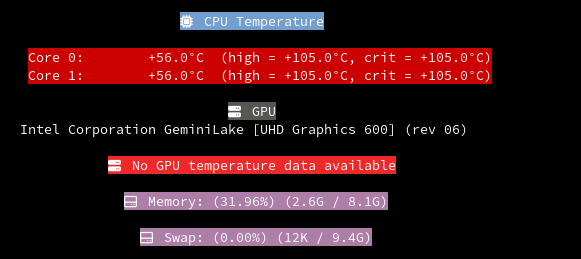 CPU Temperature
Core 0: +56.0°C (high = +105.0°C, crit = +105.0°C)
Core 1: +56.0°C (high = +105.0°C, crit = +105.0°C)
GPU
Intel Corporation GeminiLake [UHD Graphics 600] (rev 06)
No GPU temperature data available
Memory: (31.96%) (2.6G / 8.1G)
Swap: (0.00%) (12K / 9.4G)